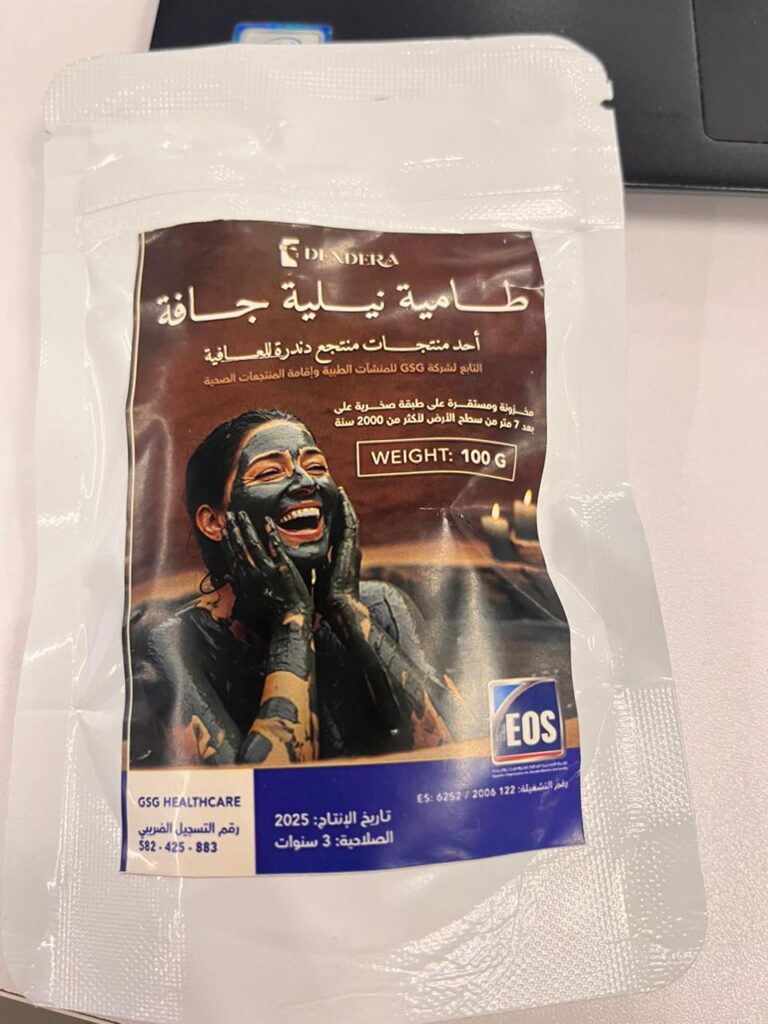 DENDERA
طامية نيلية جافة
أحد منتجات منتجع دندرة للعافية
التابع لشركة GSG للمنشآت الطبية وإقامة المنتجعات الصحية
مخزونة ومستقرة على طبقة صخرية على
بعد 7 متر من سطح الأرض لأكثر من 2000 سنة
WEIGHT: 100 G
EOS
رقم التشغيلة: 122 ES: 6252 / 2006
GSG HEALTHCARE
رقم التسجيل الضريبي
582 - 425 - 883
تاريخ الإنتاج: 2025
الصلاحية: 3 سنوات